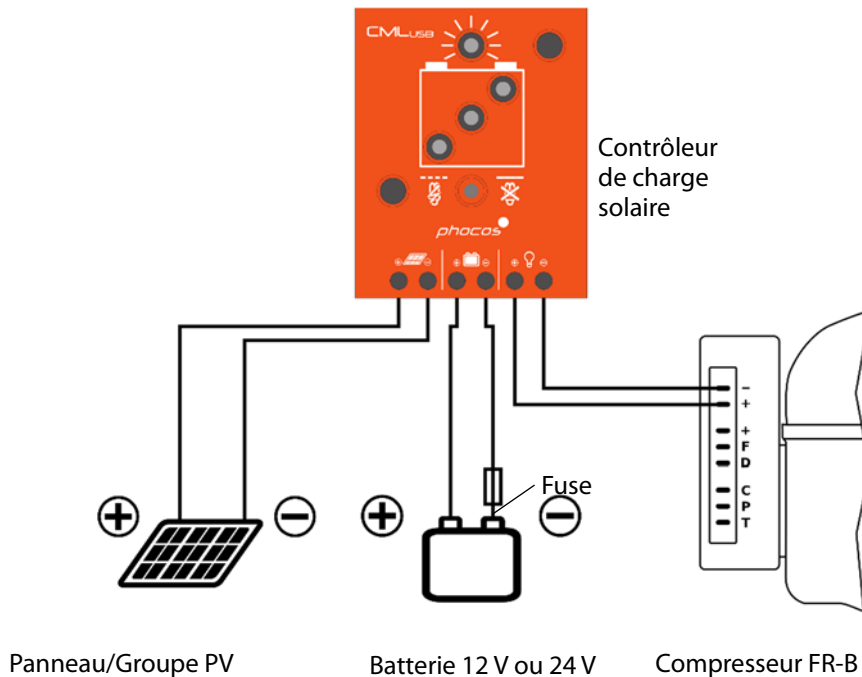 CMLUSB
Contrôleur
de charge
solaire
phocos
+ - + - + -
-
+
+
F
D
C
P
T
Fuse
+ - + -
Panneau/Groupe PV
Batterie 12 V ou 24 V
Compresseur FR-B